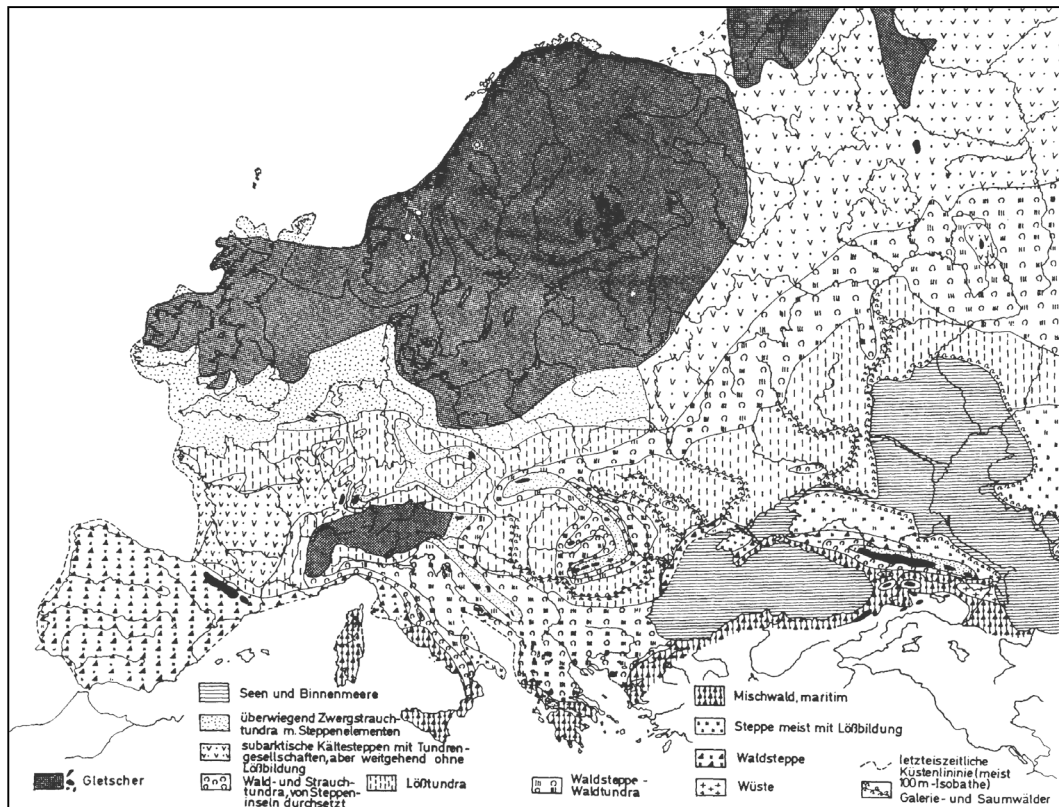 Seen und Binnenmeere
überwiegend Zwergstrauch-
tundra m. Steppenelementen
subarktische Kältesteppen mit Tundren-
gesellschaften, aber weitgehend ohne
Lößbildung
Gletscher
Wald- und Strauch-
tundra, von Steppen-
inseln durchsetzt
Lößtundra
Waldsteppe -
Waldtundra
Mischwald, maritim
Steppe meist mit Lößbildung
Waldsteppe
Wüste
letzteiszeitliche
Küstenlininie (meist
100m-Isobathe)
Galerie- und Saumwälder